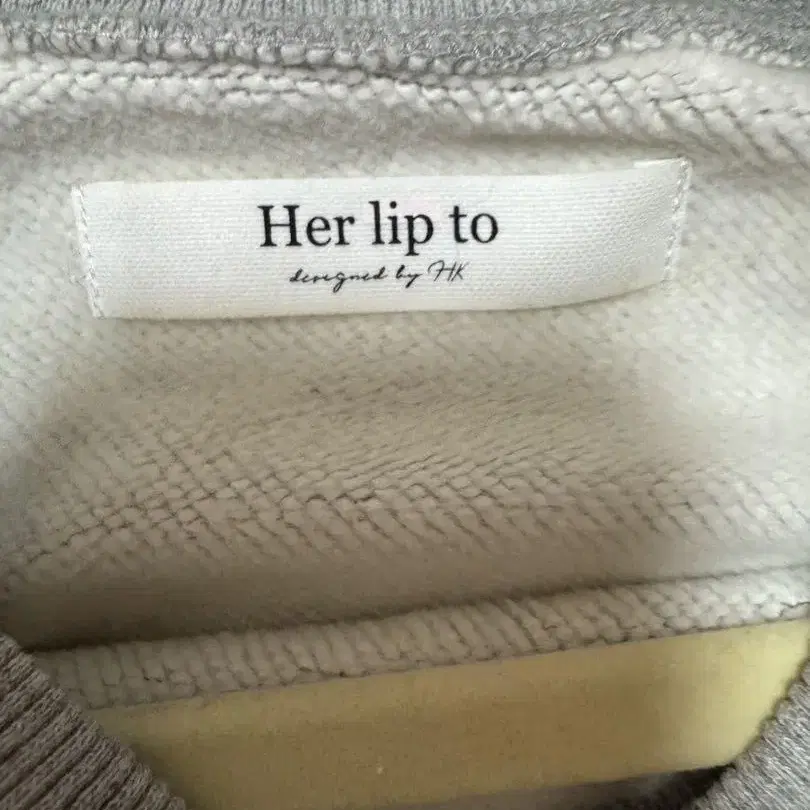 Her lip to
designed by HK